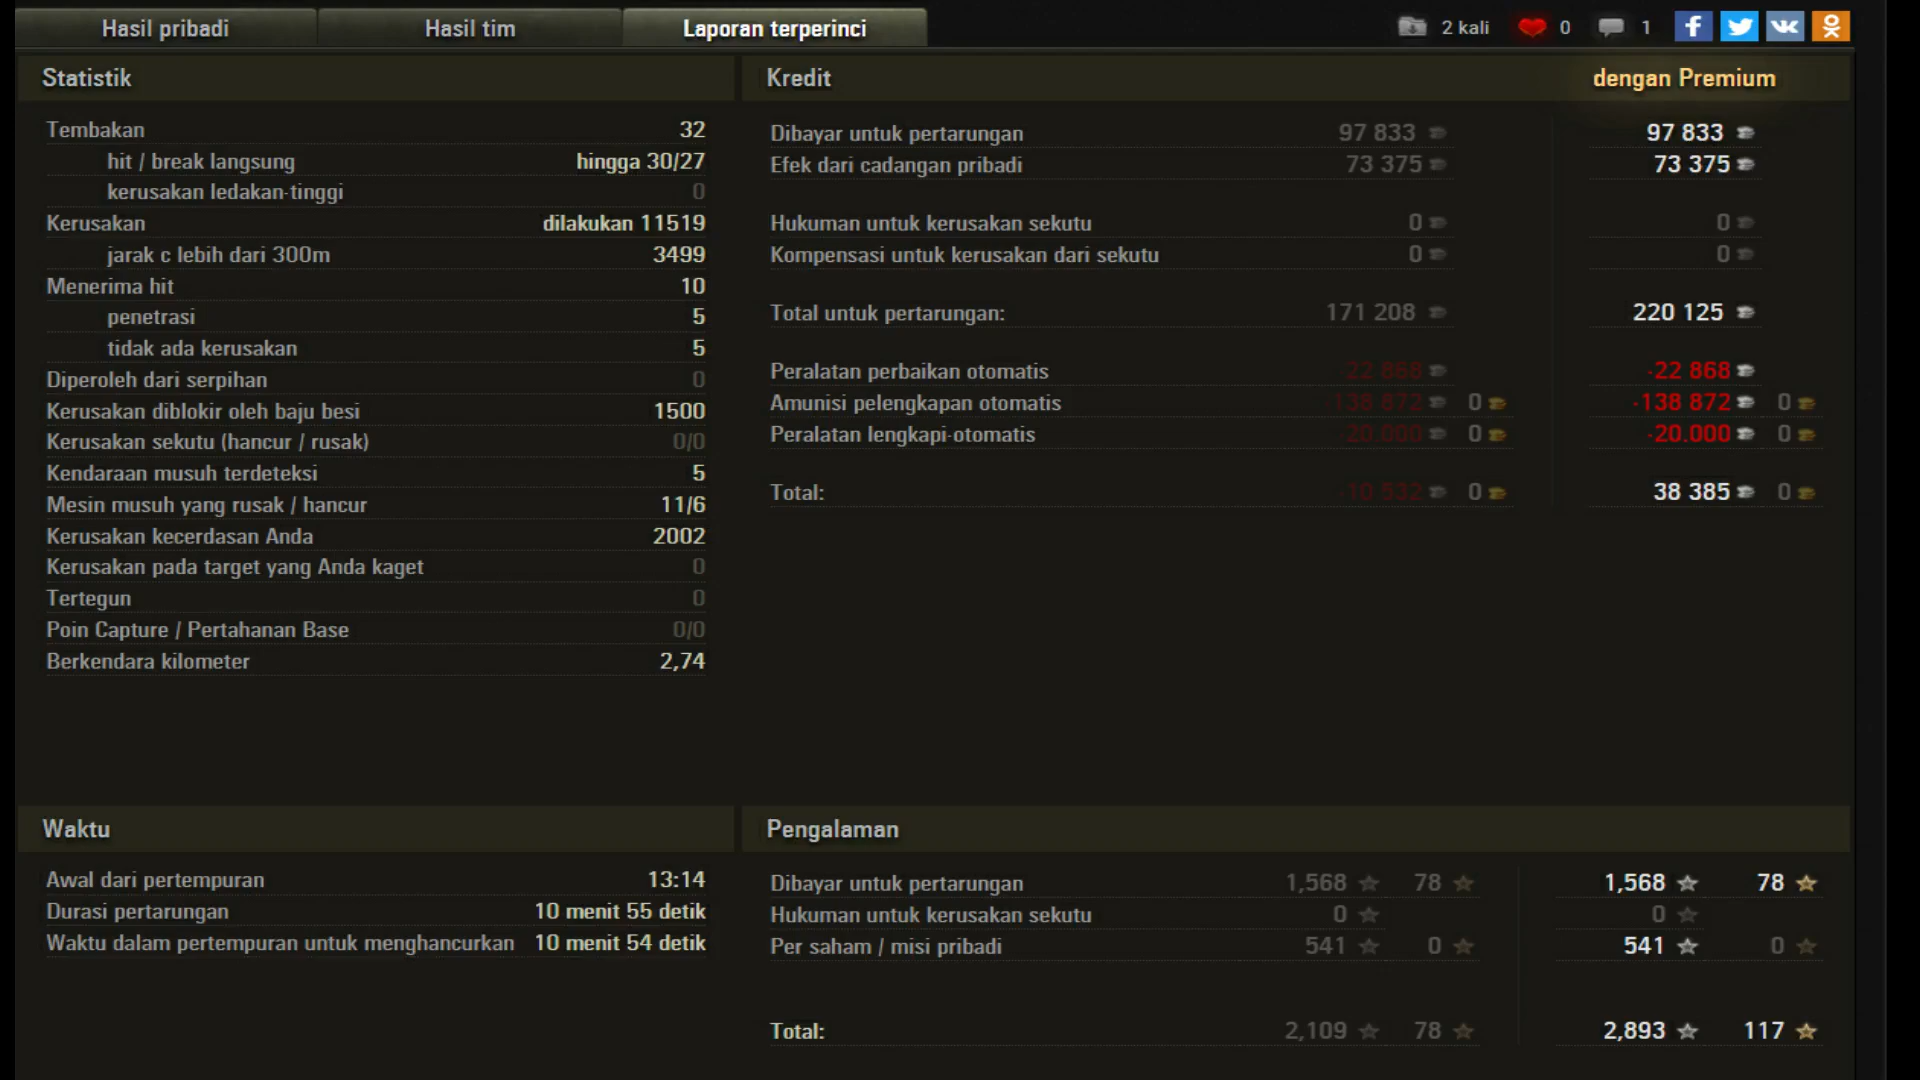 Hasil pribadi Hasil tim Laporan terperinci 2 kali 0 1
Statistik
Tembakan 32
hit / break langsung hingga 30/27
kerusakan ledakan-tinggi 0
Kerusakan dilakukan 11519
jarak c lebih dari 300m 3499
Menerima hit 10
penetrasi 5
tidak ada kerusakan 5
Diperoleh dari serpihan 0
Kerusakan diblokir oleh baju besi 1500
Kerusakan sekutu (hancur / rusak) 0/0
Kendaraan musuh terdeteksi 5
Mesin musuh yang rusak / hancur 11/6
Kerusakan kecerdasan Anda 2002
Kerusakan pada target yang Anda kaget 0
Tertegun 0
Poin Capture / Pertahanan Base 0/0
Berkendara kilometer 2,74
Kredit dengan Premium
Dibayar untuk pertarungan 97 833 97 833
Efek dari cadangan pribadi 73 375 73 375
Hukuman untuk kerusakan sekutu 0 0
Kompensasi untuk kerusakan dari sekutu 0 0
Total untuk pertarungan: 171 208 220 125
Peralatan perbaikan otomatis -22 868 -22 868
Amunisi pelengkapan otomatis -138 872 0 -138 872 0
Peralatan lengkapi-otomatis -20.000 0 -20.000 0
Total: -10 532 0 38 385 0
Waktu
Awal dari pertempuran 13:14
Durasi pertarungan 10 menit 55 detik
Waktu dalam pertempuran untuk menghancurkan 10 menit 54 detik
Pengalaman
Dibayar untuk pertarungan 1,568 78 1,568 78
Hukuman untuk kerusakan sekutu 0 0
Per saham / misi pribadi 541 0 541 0
Total: 2,109 78 2,893 117